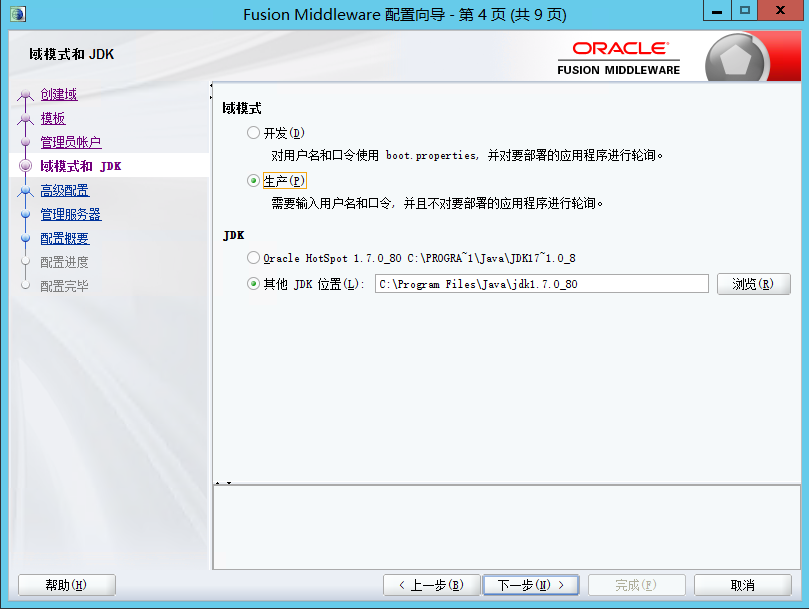 Fusion Middleware 配置向导 - 第 4 页 (共 9 页)
域模式和 JDK
ORACLE
FUSION MIDDLEWARE
创建域
模板
管理员帐户
域模式和 JDK
高级配置
管理服务器
配置概要
配置进度
配置完毕
域模式
开发(D)
对用户名和口令使用 boot.properties, 并对要部署的应用程序进行轮询。
生产(P)
需要输入用户名和口令, 并且不对要部署的应用程序进行轮询。
JDK
Oracle HotSpot 1.7.0_80 C:\PROGRA~1\Java\JDK17~1.0_8
其他 JDK 位置(L): C:\Program Files\Java\jdk1.7.0_80 浏览(R)
帮助(H) < 上一步(B) 下一步(N) > 完成(F) 取消